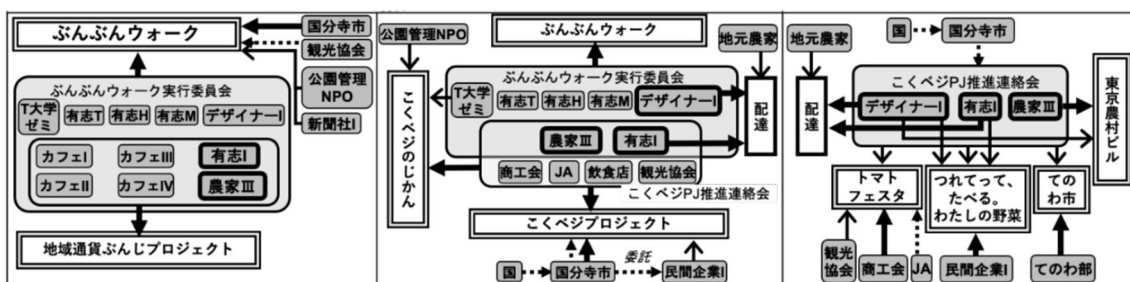 ぶんぶんウォーク
国分寺市
観光協会
公園管理
NPO
新聞社I
ぶんぶんウォーク実行委員会
T大学
ゼミ
有志T
有志H
有志M
デザイナーI
カフェI
カフェIII
有志I
カフェII
カフェIV
農家III
地域通貨ぶんじプロジェクト
公園管理NPO
ぶんぶんウォーク
地元農家
こくベジのじかん
ぶんぶんウォーク実行委員会
T大学
ゼミ
有志T
有志H
有志M
デザイナーI
配達
農家III
有志I
商工会
JA
飲食店
観光協会
こくベジPJ推進連絡会
こくベジプロジェクト
国
国分寺市
委託
民間企業I
地元農家
国
国分寺市
配達
こくベジPJ推進連絡会
デザイナーI
有志I
農家III
東京農村ビル
トマト
フェスタ
つれてって、
たべる。
わたしの野菜
てのわ市
観光
協会
商工会
JA
民間企業I
てのわ部